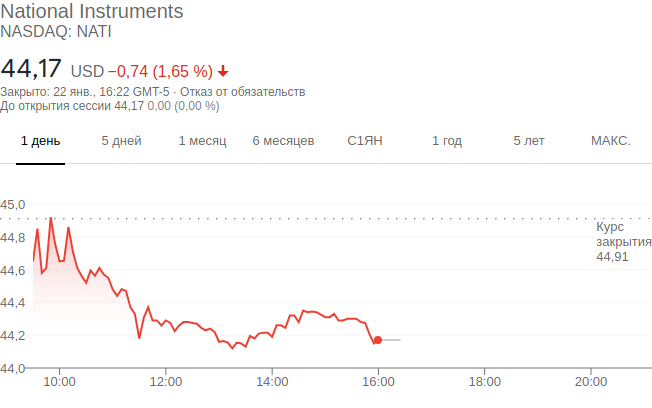 National Instruments
NASDAQ: NATI
44,17 USD −0,74 (1,65 %)
Закрыто: 22 янв., 16:22 GMT-5 · Отказ от обязательств
До открытия сессии 44,17 0,00 (0,00 %)
1 день 5 дней 1 месяц 6 месяцев С1ЯН 1 год 5 лет МАКС.
45,0
Курс
44,8
закрытия
44,91
44,6
44,4
44,2
44,0
10:00 12:00 14:00 16:00 18:00 20:00